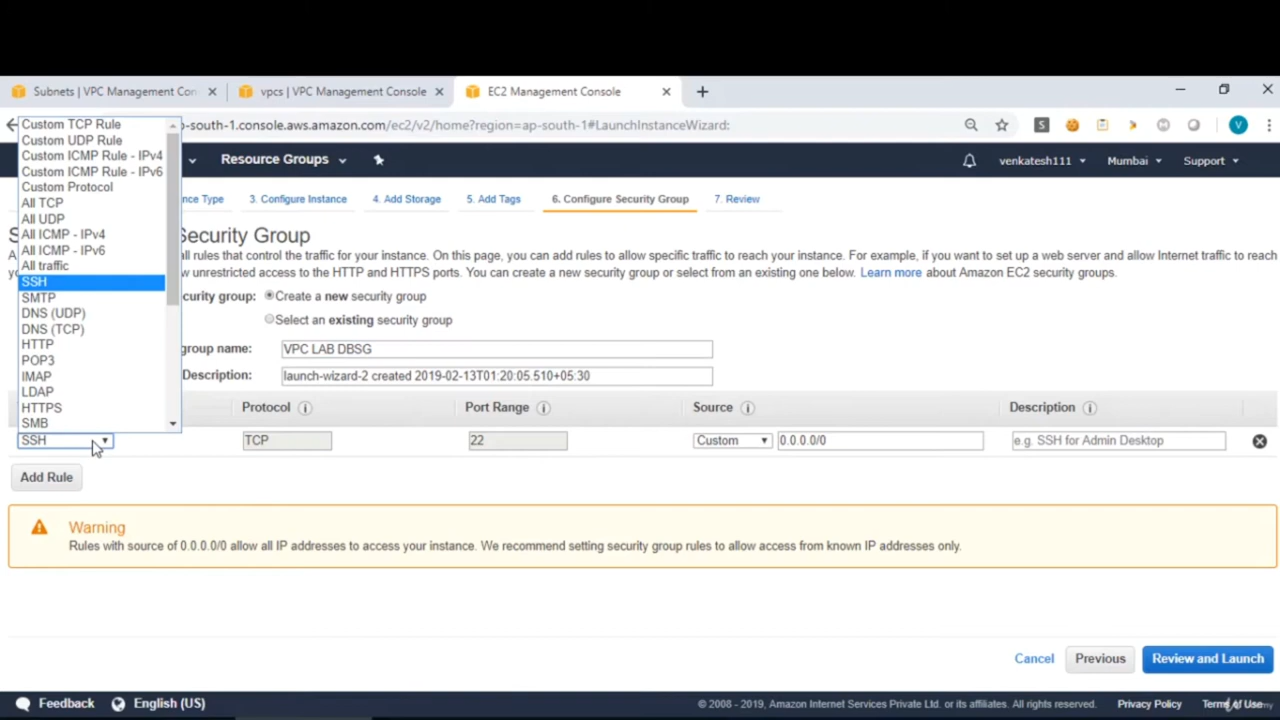 Subnets | VPC Management Con
vpcs | VPC Management Console
EC2 Management Console
p-south-1.console.aws.amazon.com/ec2/v2/home?region=ap-south-1#LaunchInstanceWizard:
S
V
Resource Groups
venkatesh111
Mumbai
Support
nce Type
3. Configure Instance
4. Add Storage
5. Add Tags
6. Configure Security Group
7. Review
Security Group
all rules that control the traffic for your instance. On this page, you can add rules to allow specific traffic to reach your instance. For example, if you want to set up a web server and allow Internet traffic to reach
w unrestricted access to the HTTP and HTTPS ports. You can create a new security group or select from an existing one below. Learn more about Amazon EC2 security groups.
Custom TCP Rule
Custom UDP Rule
Custom ICMP Rule - IPv4
Custom ICMP Rule - IPv6
Custom Protocol
All TCP
All UDP
All ICMP - IPv4
All ICMP - IPv6
All traffic
SSH
SMTP
DNS (UDP)
DNS (TCP)
HTTP
POP3
IMAP
LDAP
HTTPS
SMB
curity group:
Create a new security group
Select an existing security group
group name:
VPC LAB DBSG
Description:
launch-wizard-2 created 2019-02-13T01:20:05.510+05:30
Protocol
Port Range
Source
Description
SSH
TCP
22
Custom
0.0.0.0/0
e.g. SSH for Admin Desktop
Add Rule
Warning
Rules with source of 0.0.0.0/0 allow all IP addresses to access your instance. We recommend setting security group rules to allow access from known IP addresses only.
Cancel
Previous
Review and Launch
Feedback
English (US)
© 2008 - 2019, Amazon Internet Services Private Ltd. or its affiliates. All rights reserved.
Privacy Policy
Terms of Use